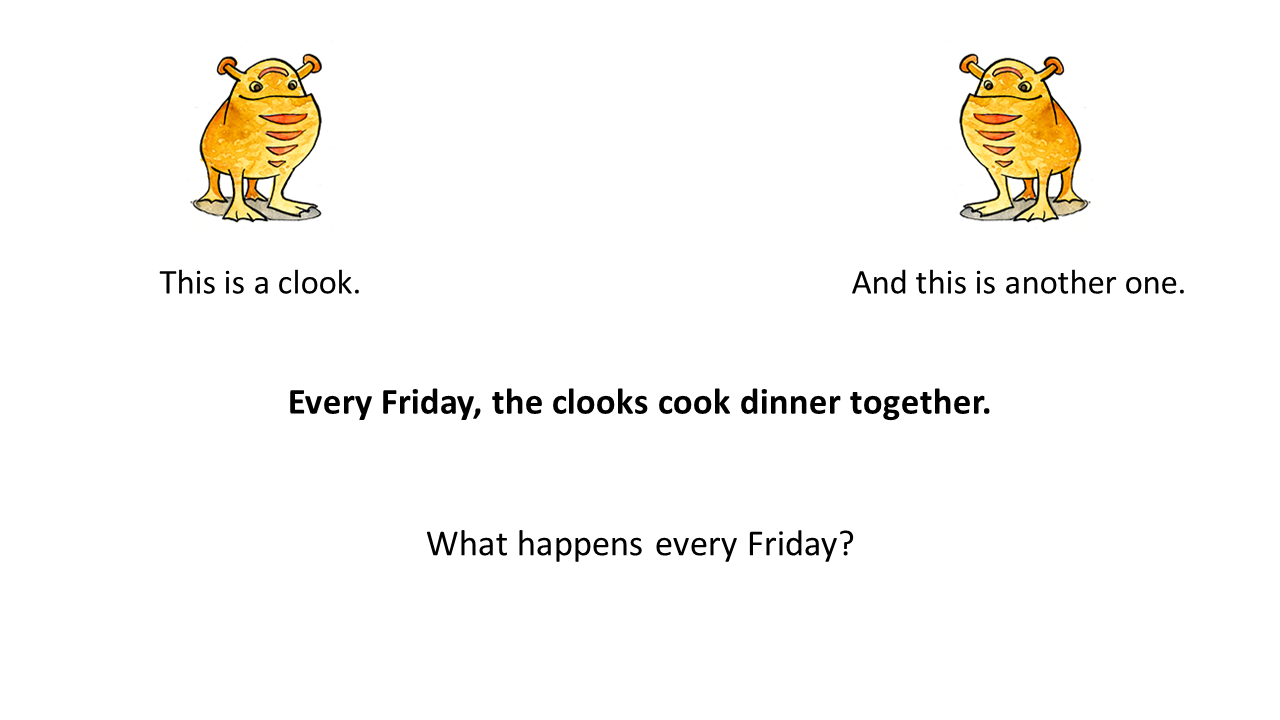 This is a clook.
And this is another one.
Every Friday, the clooks cook dinner together.
What happens every Friday?